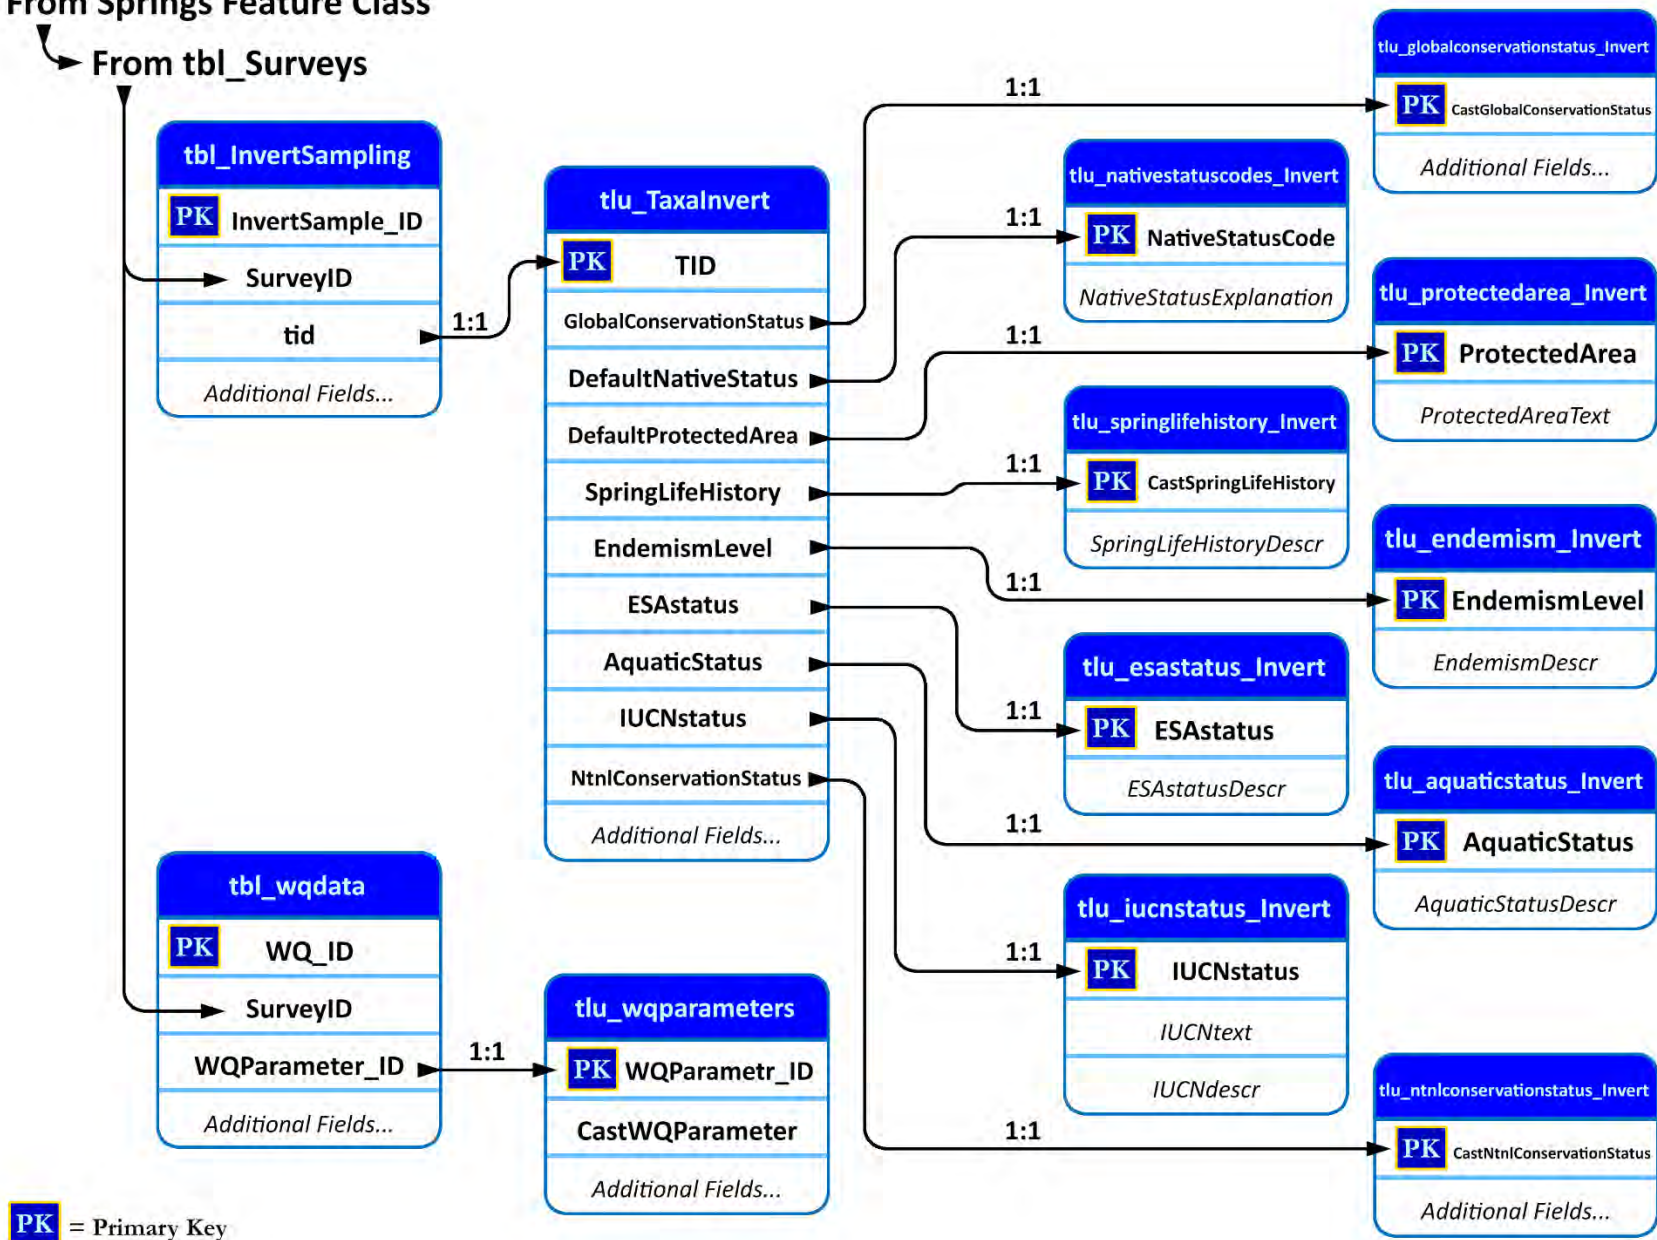 From Springs Feature Class
From tbl_Surveys
tbl_InvertSampling
PK InvertSample_ID
SurveyID
tid
Additional Fields...
1:1
tlu_TaxaInvert
PK TID
GlobalConservationStatus
DefaultNativeStatus
DefaultProtectedArea
SpringLifeHistory
EndemismLevel
ESAstatus
AquaticStatus
IUCNstatus
NtnlConservationStatus
Additional Fields...
1:1
tlu_globalconservationstatus_Invert
PK CastGlobalConservationStatus
Additional Fields...
1:1
tlu_nativestatuscodes_Invert
PK NativeStatusCode
NativeStatusExplanation
1:1
tlu_protectedarea_Invert
PK ProtectedArea
ProtectedAreaText
1:1
tlu_springlifehistory_Invert
PK CastSpringLifeHistory
SpringLifeHistoryDescr
1:1
tlu_endemism_Invert
PK EndemismLevel
EndemismDescr
1:1
tlu_esastatus_Invert
PK ESAstatus
ESAstatusDescr
1:1
tlu_aquaticstatus_Invert
PK AquaticStatus
AquaticStatusDescr
1:1
tlu_iucnstatus_Invert
PK IUCNstatus
IUCNtext
IUCNdescr
1:1
tlu_ntnlconservationstatus_Invert
PK CastNtnlConservationStatus
Additional Fields...
tbl_wqdata
PK WQ_ID
SurveyID
WQParameter_ID
Additional Fields...
1:1
tlu_wqparameters
PK WQParametr_ID
CastWQParameter
Additional Fields...
PK = Primary Key